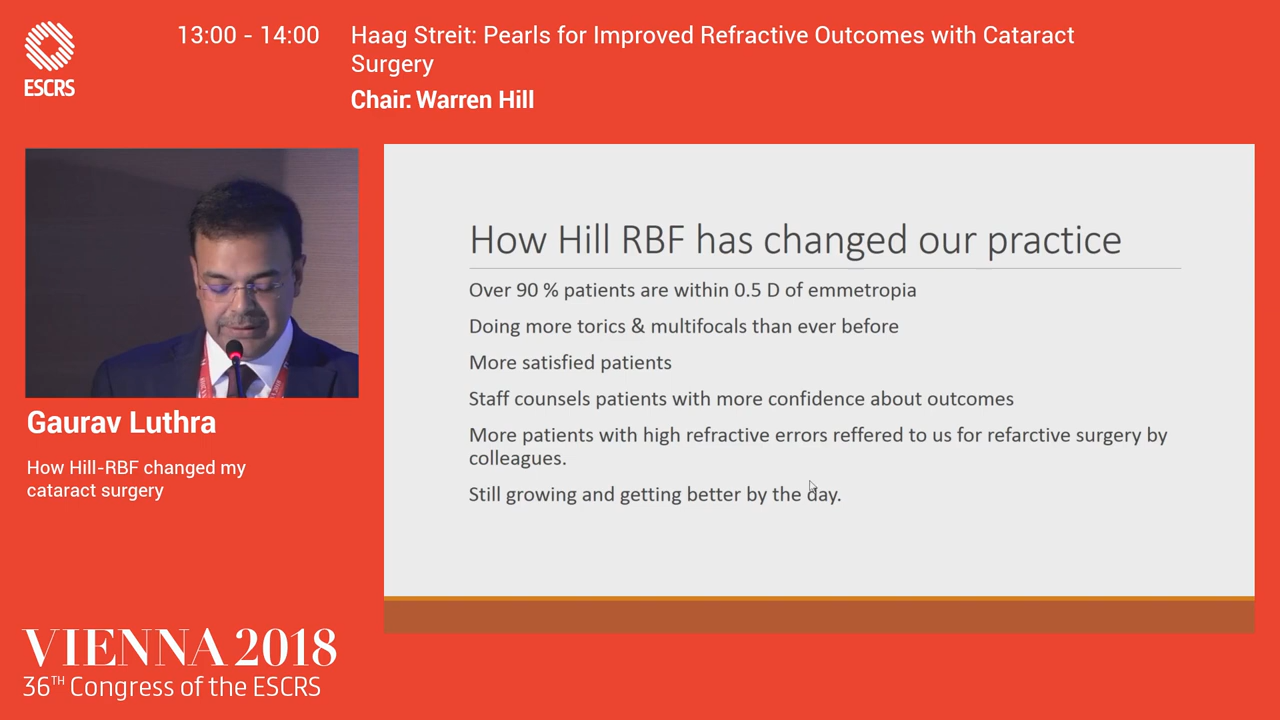 ESCRS
13:00 - 14:00
Haag Streit: Pearls for Improved Refractive Outcomes with Cataract
Surgery
Chair: Warren Hill
Gaurav Luthra
How Hill-RBF changed my
cataract surgery
How Hill RBF has changed our practice
Over 90 % patients are within 0.5 D of emmetropia
Doing more torics & multifocals than ever before
More satisfied patients
Staff counsels patients with more confidence about outcomes
More patients with high refractive errors reffered to us for refarctive surgery by
colleagues.
Still growing and getting better by the day.
VIENNA 2018
36TH Congress of the ESCRS